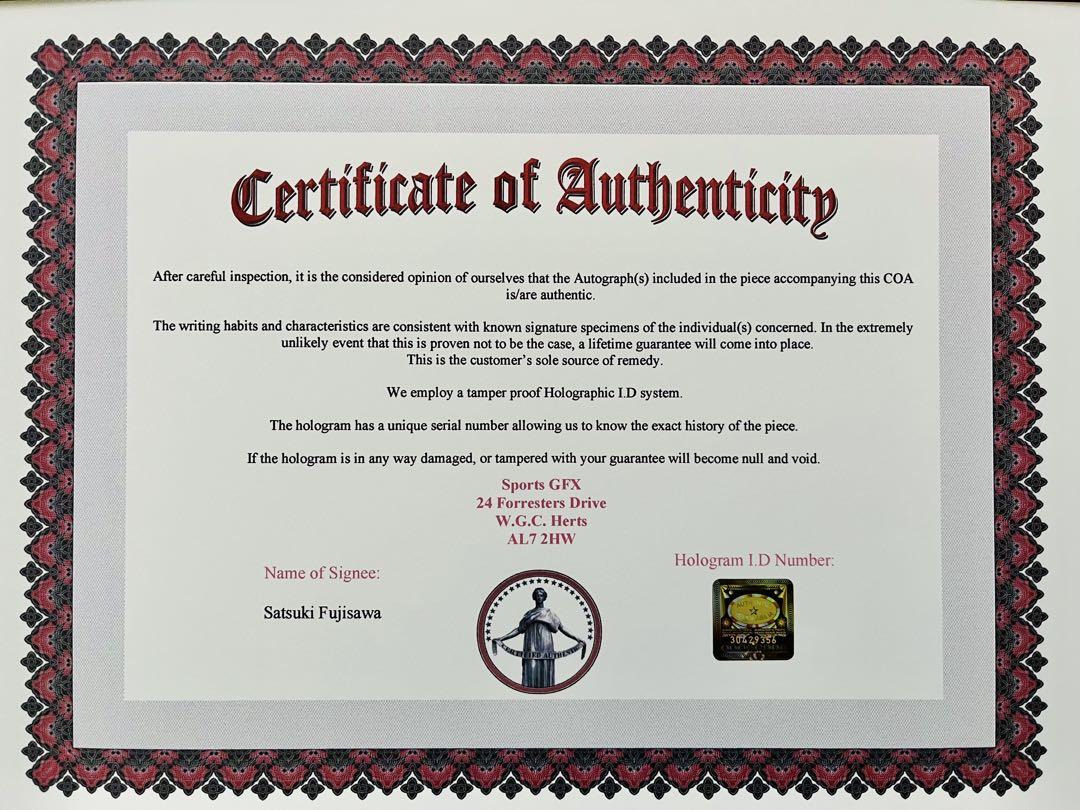 Certificate of Authenticity
After careful inspection, it is the considered opinion of ourselves that the Autograph(s) included in the piece accompanying this COA
is/are authentic.
The writing habits and characteristics are consistent with known signature specimens of the individual(s) concerned. In the extremely
unlikely event that this is proven not to be the case, a lifetime guarantee will come into place.
This is the customer's sole source of remedy.
We employ a tamper proof Holographic I.D system.
The hologram has a unique serial number allowing us to know the exact history of the piece.
If the hologram is in any way damaged, or tampered with your guarantee will become null and void.
Sports GFX
24 Forresters Drive
W.G.C. Herts
AL7 2HW
Name of Signee:
Satsuki Fujisawa
CERTIFIED AUTHENTIC
Hologram I.D Number:
30429356